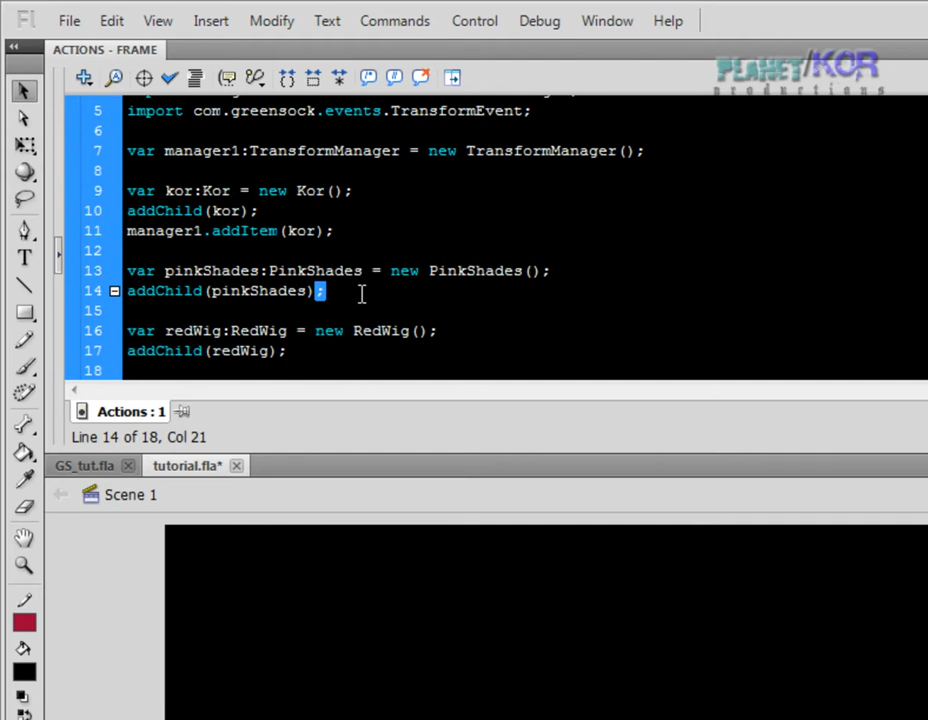 Fl File Edit View Insert Modify Text Commands Control Debug Window Help
ACTIONS - FRAME
PLANET/KOR
productions
5 import com.greensock.events.TransformEvent;
6
7 var manager1:TransformManager = new TransformManager();
8
9 var kor:Kor = new Kor();
10 addChild(kor);
11 manager1.addItem(kor);
12
13 var pinkShades:PinkShades = new PinkShades();
14 addChild(pinkShades);
15
16 var redWig:RedWig = new RedWig();
17 addChild(redWig);
18
Actions : 1
Line 14 of 18, Col 21
GS_tut.fla tutorial.fla*
Scene 1